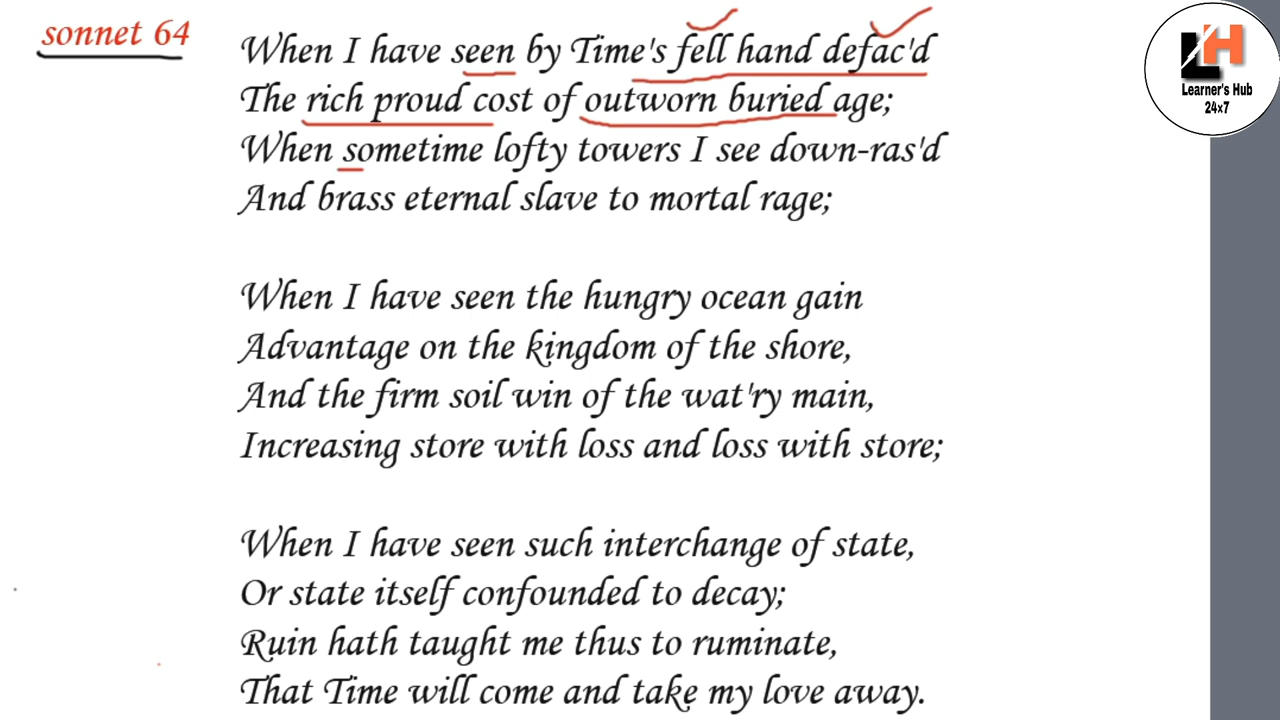 sonnet 64
When I have seen by Time's fell hand defac'd
The rich proud cost of outworn buried age;
When sometime lofty towers I see down-ras'd
And brass eternal slave to mortal rage;
When I have seen the hungry ocean gain
Advantage on the kingdom of the shore,
And the firm soil win of the wat'ry main,
Increasing store with loss and loss with store;
When I have seen such interchange of state,
Or state itself confounded to decay;
Ruin hath taught me thus to ruminate,
That Time will come and take my love away.
LH
Learner's Hub
24x7